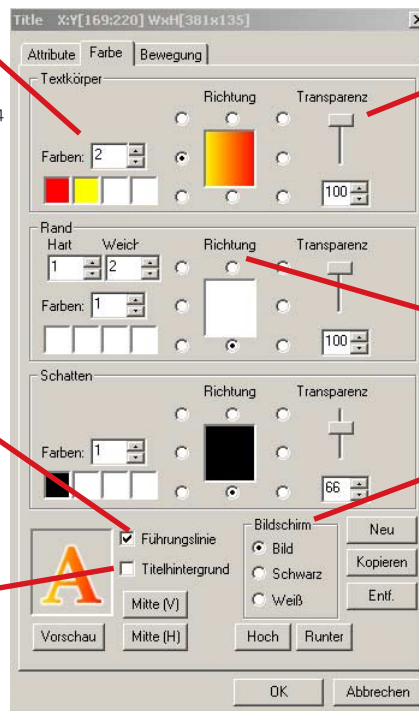 Title X:Y[169:220] WxH[381x135]
Attribute Farbe Bewegung
Textkörper
Richtung Transparenz
4
Farben: 2
100
Rand
Hart Weich Richtung Transparenz
1 2
Farben: 1
100
Schatten
Richtung Transparenz
Farben: 1
66
Führungslinie
Titelhintergrund
Mitte (V)
Mitte (H)
Vorschau
Bildschirm
Bild
Schwarz
Weiß
Neu
Kopieren
Entf.
Hoch Runter
OK Abbrechen
A